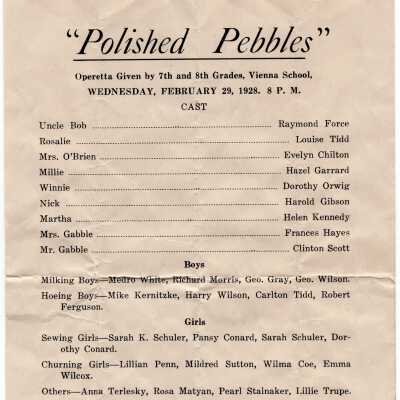 "Polished Pebbles"
Operetta Given by 7th and 8th Grades, Vienna School,
WEDNESDAY, FEBRUARY 29, 1928. 8 P. M.
CAST
Uncle Bob ........ Raymond Force
Rosalie ........ Louise Tidd
Mrs. O'Brien ........ Evelyn Chilton
Millie ........ Hazel Garrard
Winnie ........ Dorothy Orwig
Nick ........ Harold Gibson
Martha ........ Helen Kennedy
Mrs. Gabble ........ Frances Hayes
Mr. Gabble ........ Clinton Scott
Boys
Milking Boys—Medro White, Richard Morris, Geo. Gray, Geo. Wilson.
Hoeing Boys—Mike Kernitzke, Harry Wilson, Carlton Tidd, Robert
Ferguson.
Girls
Sewing Girls—Sarah K. Schuler, Pansy Conard, Sarah Schuler, Dor-
othy Conard.
Churning Girls—Lillian Penn, Mildred Sutton, Wilma Coe, Emma
Wilcox.
Others—Anna Terlesky, Rosa Matyan, Pearl Stalnaker, Lillie Trupe.